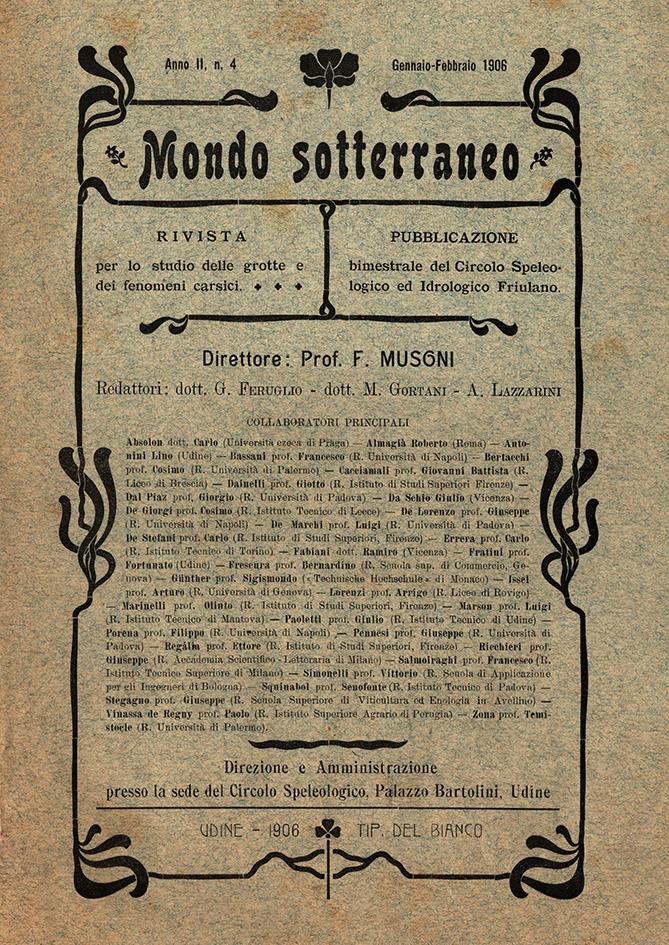 Anno II, n. 4
Gennaio-Febbraio 1906
Mondo sotterraneo
RIVISTA
per lo studio delle grotte e
dei fenomeni carsici.
PUBBLICAZIONE
bimestrale del Circolo Speleo-
logico ed Idrologico Friulano.
Direttore: Prof. F. MUSONI
Redattori: dott. G. FERUGLIO - dott. M. GORTANI - A. LAZZARINI
COLLABORATORI PRINCIPALI
Absolon dott. Carlo (Università czeca di Praga) — Almagià Roberto (Roma) — Anto-
nini Lino (Udine) — Bassani prof. Francesco (R. Università di Napoli) — Bertacchi
prof. Cosimo (R. Università di Palermo) — Cacciamali prof. Giovanni Battista (R.
Liceo di Brescia) — Dainelli prof. Giotto (R. Istituto di Studi Superiori Firenze) —
Dal Piaz prof. Giorgio (R. Università di Padova) — Da Schio Giulio (Vicenza) —
De Giorgi prof. Cosimo (R. Istituto Tecnico di Lecce) — De Lorenzo prof. Giuseppe
(R. Università di Napoli) — De Marchi prof. Luigi (R. Università di Padova) —
De Stefani prof. Carlo (R. Istituto di Studi Superiori, Firenze) — Errera prof. Carlo
(R. Istituto Tecnico di Torino) — Fabiani dott. Ramiro (Vicenza) — Fratini prof.
Fortunato (Udine) — Frescura prof. Bernardino (R. Scuola sup. di Commercio, Ge-
nova) — Günther prof. Sigismondo («Technische Hochschule» di Monaco) — Issel
prof. Arturo (R. Università di Genova) — Lorenzi prof. Arrigo (R. Liceo di Rovigo)
— Marinelli prof. Olinto (R. Istituto di Studi Superiori, Firenze) — Marson prof. Luigi
(R. Istituto Tecnico di Mantova) — Paoletti prof. Giulio (R. Istituto Tecnico di Udine) —
Porena prof. Filippo (R. Università di Napoli) — Pennesi prof. Giuseppe (R. Università di
Padova) — Regàlia prof. Ettore (R. Istituto di Studi Superiori, Firenze) — Ricchieri prof.
Giuseppe (R. Accademia Scientifico-Letteraria di Milano) — Salmoiraghi prof. Francesco (R.
Istituto Tecnico Superiore di Milano) — Simonelli prof. Vittorio (R. Scuola di Applicazione
per gli Ingegneri di Bologna) — Squinabol prof. Senofonte (R. Istituto Tecnico di Padova) —
Stegagno prof. Giuseppe (R. Scuola Superiore di Viticoltura ed Enologia in Avellino) —
Vinassa de Regny prof. Paolo (R. Istituto Superiore Agrario di Perugia) — Zona prof. Temi-
stocle (R. Università di Palermo).
Direzione e Amministrazione
presso la sede del Circolo Speleologico, Palazzo Bartolini, Udine
UDINE - 1906 TIP. DEL BIANCO